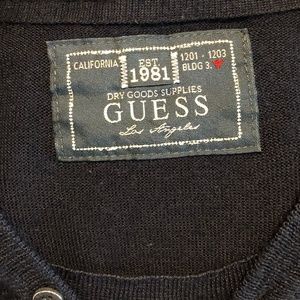 CALIFORNIA
EST.
1981
1201 - 1203
BLDG 3.
DRY GOODS SUPPLIES
GUESS
Los Angeles